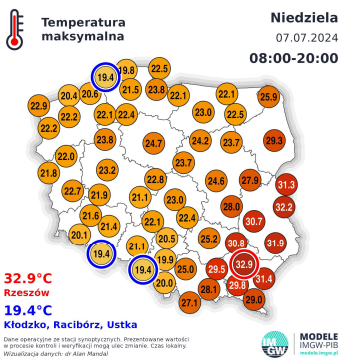 Temperatura
maksymalna
Niedziela
07.07.2024
08:00-20:00
19.4 19.8 22.5
22.9 20.4 20.6 21.5 23.8 22.1 22.1 25.9
22.2 22.2 22.1 22.4 23.0 22.5
23.8 24.7 24.2 23.7 29.3
22.0 23.7
21.8 23.2 22.8 24.6 27.9 31.3
22.7 21.9 21.1 23.0 28.0 32.2
21.6 22.1 22.4 30.7
20.1 21.4 20.5 25.2 30.8 31.9
19.4 21.1 19.9
19.4 25.0 29.5 32.9 31.4
20.0 28.1 29.8
27.1 29.0
32.9°C
Rzeszów
19.4°C
Kłodzko, Racibórz, Ustka
Dane operacyjne ze stacji synoptycznych. Prezentowane wartości
w procesie kontroli i weryfikacji mogą ulec zmianie. Czas lokalny.
Wizualizacja danych: dr Alan Mandal
IM
GW
MODELE
IMGW-PIB
modele.imgw.pl